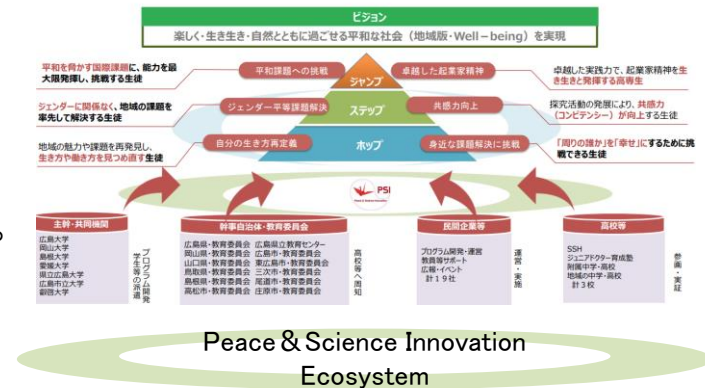 ビジョン
楽しく・生き生き・自然とともに過ごせる平和な社会（地域版・Well－being）を実現
平和を脅かす国際課題に、能力を最
大限発揮し、挑戦する生徒
平和課題への挑戦
ジャンプ
卓越した起業家精神
卓越した実践力で、起業家精神を生
き生きと発揮する高専生
ジェンダーに関係なく、地域の課題を
率先して解決する生徒
ジェンダー平等課題解決
ステップ
共感力向上
探究活動の発展により、共感力
（コンピテンシー）が向上する生徒
地域の魅力や課題を再発見し、
生き方や働き方を見つめ直す生徒
自分の生き方再定義
ホップ
身近な課題解決に挑戦
「周りの誰か」を「幸せ」にするために挑
戦できる生徒
PSI
主幹・共同機関
広島大学
岡山大学
島根大学
愛媛大学
県立広島大学
広島市立大学
叡啓大学
プログラム開発
学生等の派遣
幹事自治体・教育委員会
広島県・教育委員会 広島県立教育センター
岡山県・教育委員会 広島市・教育委員会
山口県・教育委員会 東広島市・教育委員会
鳥取県・教育委員会 三次市・教育委員会
島根県・教育委員会 尾道市・教育委員会
高松市・教育委員会 庄原市・教育委員会
高校等へ周知
民間企業等
プログラム開発・運営
教員等サポート
広報・イベント
計１９社
運営・実施
高校等
SSH
ジュニアドクター育成塾
附属中学・高校
地域の中学・高校
計３校
参画・実証
。
Peace＆Science Innovation
Ecosystem